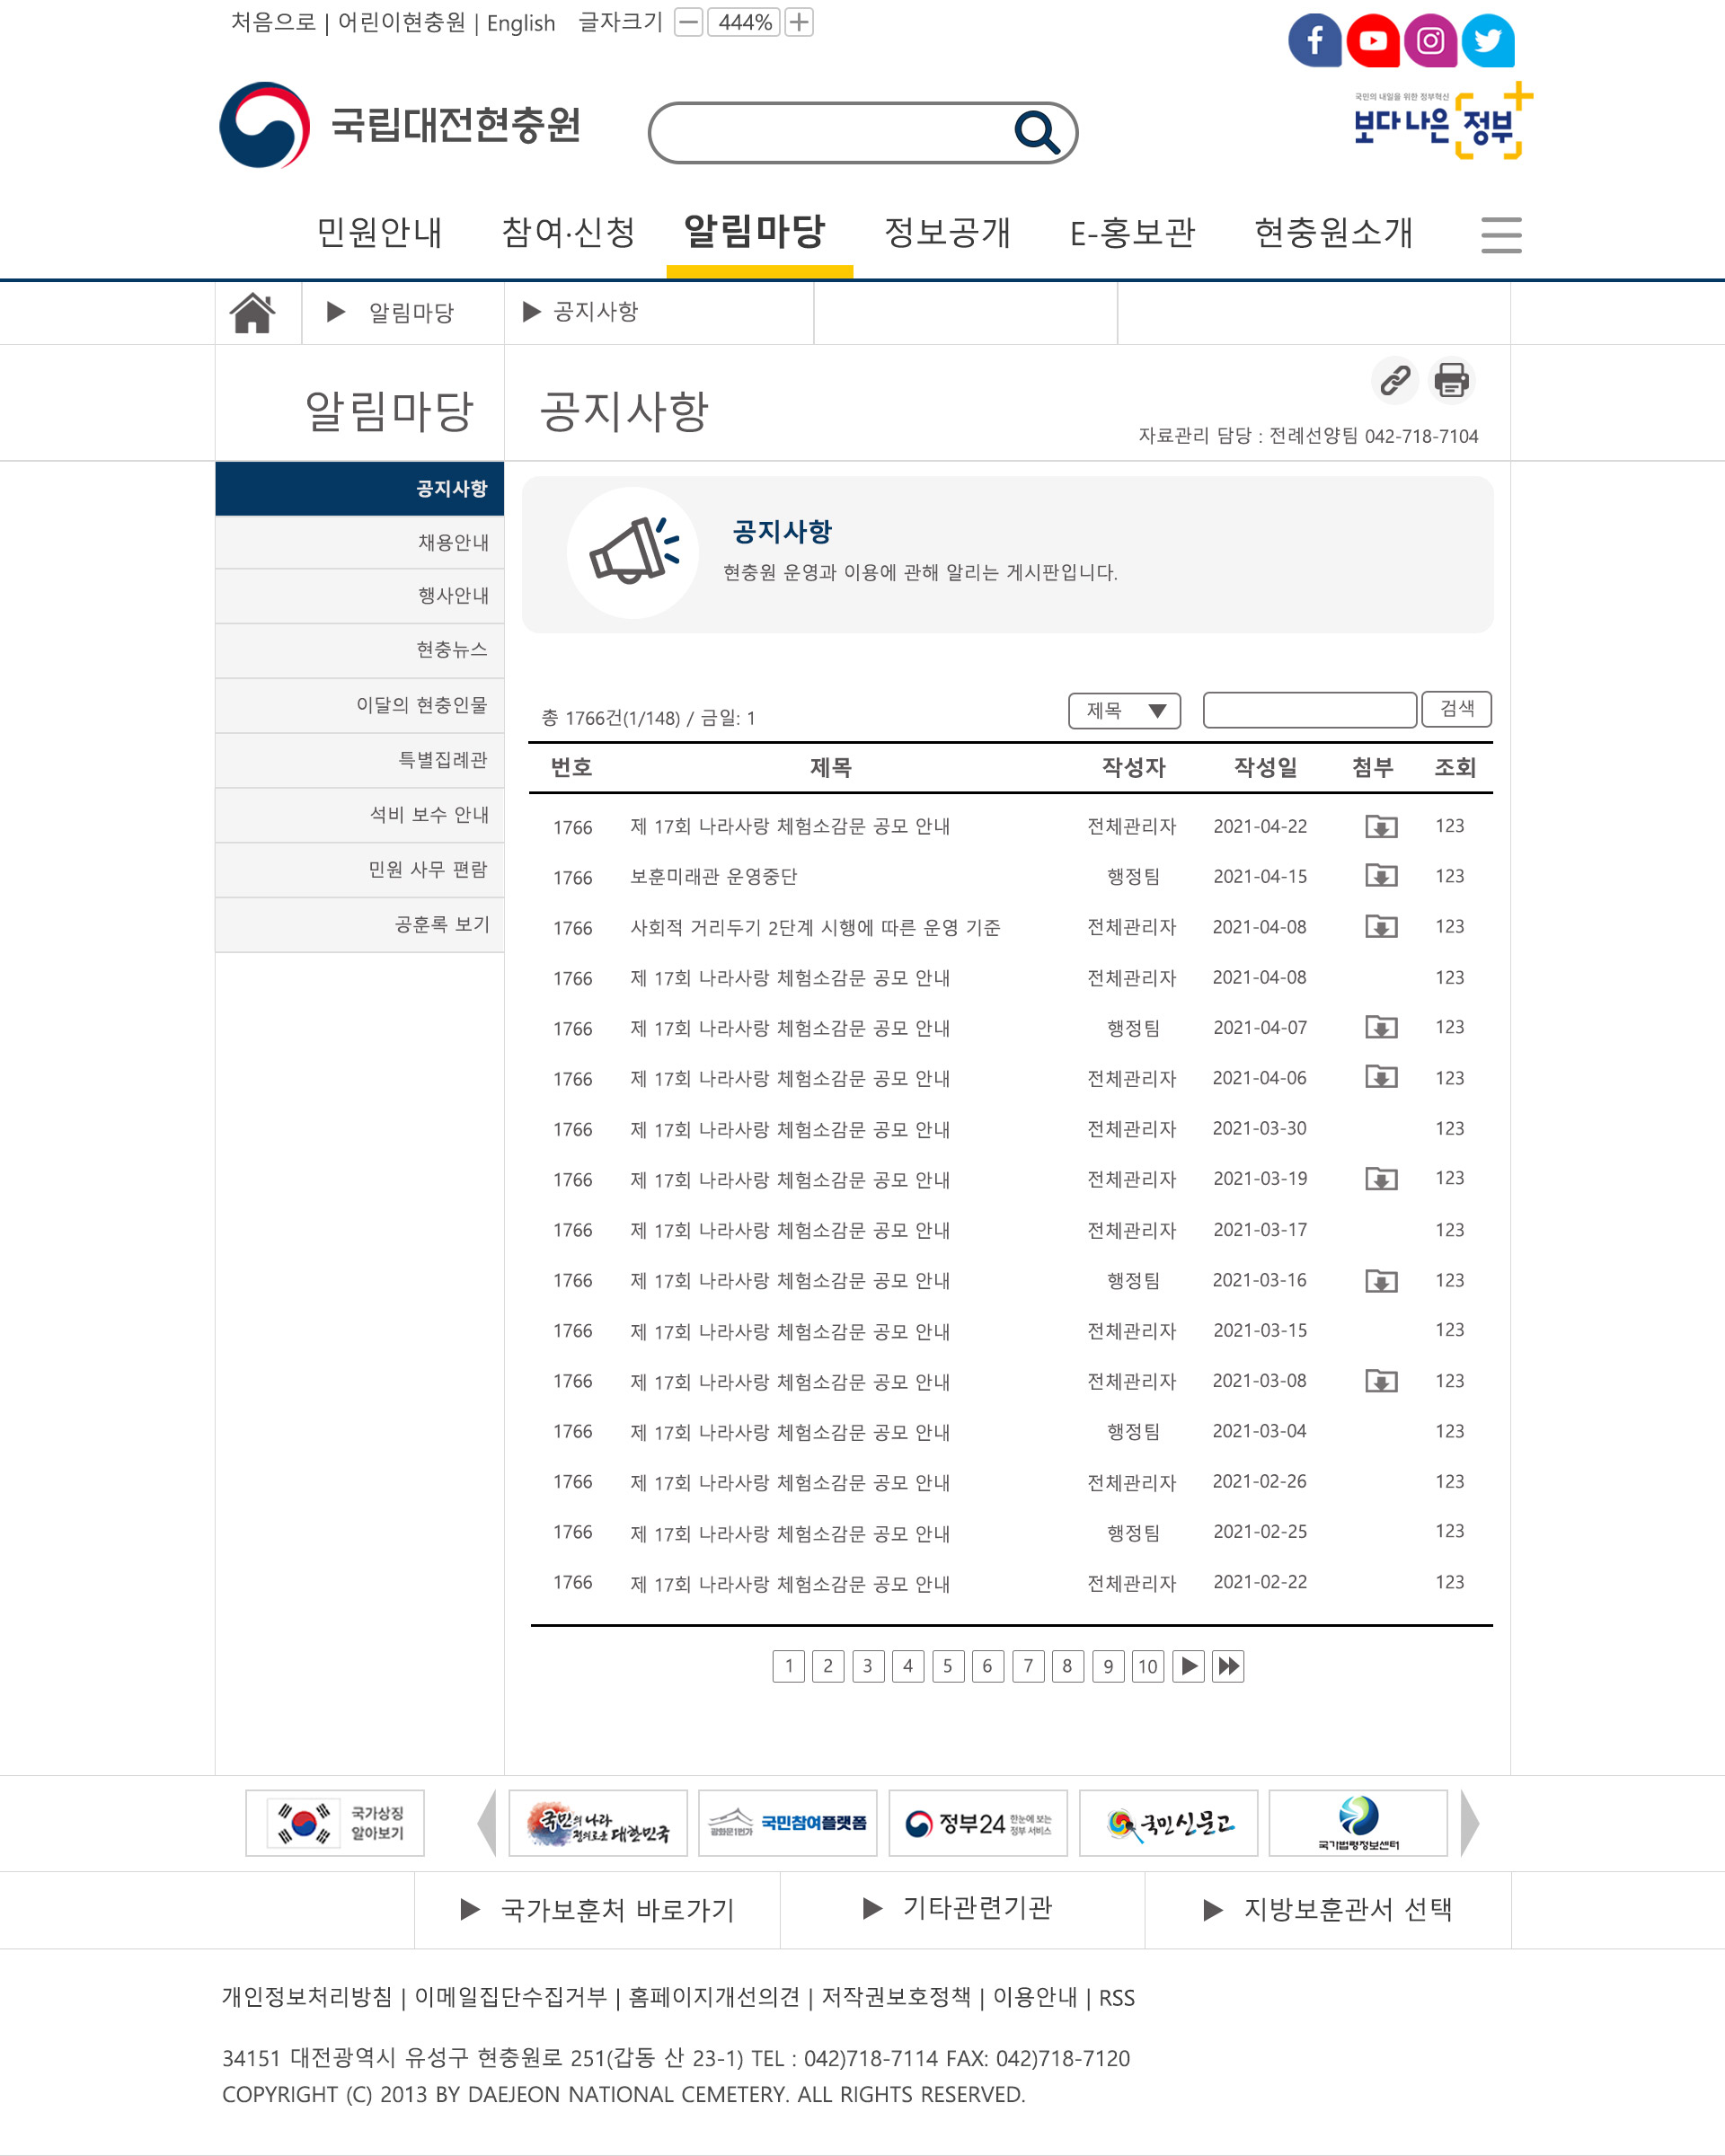 처음으로 | 어린이현충원 | English 글자크기 444%
국립대전현충원
국민의 내일을 위한 정부혁신
보다 나은 정부
민원안내 참여·신청 알림마당 정보공개 E-홍보관 현충원소개
알림마당 공지사항
알림마당 공지사항
자료관리 담당 : 전례선양팀 042-718-7104
공지사항
채용안내
행사안내
현충뉴스
이달의 현충인물
특별집례관
석비 보수 안내
민원 사무 편람
공훈록 보기
공지사항
현충원 운영과 이용에 관해 알리는 게시판입니다.
총 1766건(1/148) / 금일: 1 제목 검색
번호 제목 작성자 작성일 첨부 조회
1766 제 17회 나라사랑 체험소감문 공모 안내 전체관리자 2021-04-22 123
1766 보훈미래관 운영중단 행정팀 2021-04-15 123
1766 사회적 거리두기 2단계 시행에 따른 운영 기준 전체관리자 2021-04-08 123
1766 제 17회 나라사랑 체험소감문 공모 안내 전체관리자 2021-04-08 123
1766 제 17회 나라사랑 체험소감문 공모 안내 행정팀 2021-04-07 123
1766 제 17회 나라사랑 체험소감문 공모 안내 전체관리자 2021-04-06 123
1766 제 17회 나라사랑 체험소감문 공모 안내 전체관리자 2021-03-30 123
1766 제 17회 나라사랑 체험소감문 공모 안내 전체관리자 2021-03-19 123
1766 제 17회 나라사랑 체험소감문 공모 안내 전체관리자 2021-03-17 123
1766 제 17회 나라사랑 체험소감문 공모 안내 행정팀 2021-03-16 123
1766 제 17회 나라사랑 체험소감문 공모 안내 전체관리자 2021-03-15 123
1766 제 17회 나라사랑 체험소감문 공모 안내 전체관리자 2021-03-08 123
1766 제 17회 나라사랑 체험소감문 공모 안내 행정팀 2021-03-04 123
1766 제 17회 나라사랑 체험소감문 공모 안내 전체관리자 2021-02-26 123
1766 제 17회 나라사랑 체험소감문 공모 안내 행정팀 2021-02-25 123
1766 제 17회 나라사랑 체험소감문 공모 안내 전체관리자 2021-02-22 123
1 2 3 4 5 6 7 8 9 10
국가상징
알아보기
국민의 나라
정의로운 대한민국
광화문1번가 국민참여플랫폼
정부24 한눈에 보는
정부 서비스
국민신문고
국가법령정보센터
국가보훈처 바로가기 기타관련기관 지방보훈관서 선택
개인정보처리방침 | 이메일집단수집거부 | 홈페이지개선의견 | 저작권보호정책 | 이용안내 | RSS
34151 대전광역시 유성구 현충원로 251(갑동 산 23-1) TEL : 042)718-7114 FAX: 042)718-7120
COPYRIGHT (C) 2013 BY DAEJEON NATIONAL CEMETERY. ALL RIGHTS RESERVED.